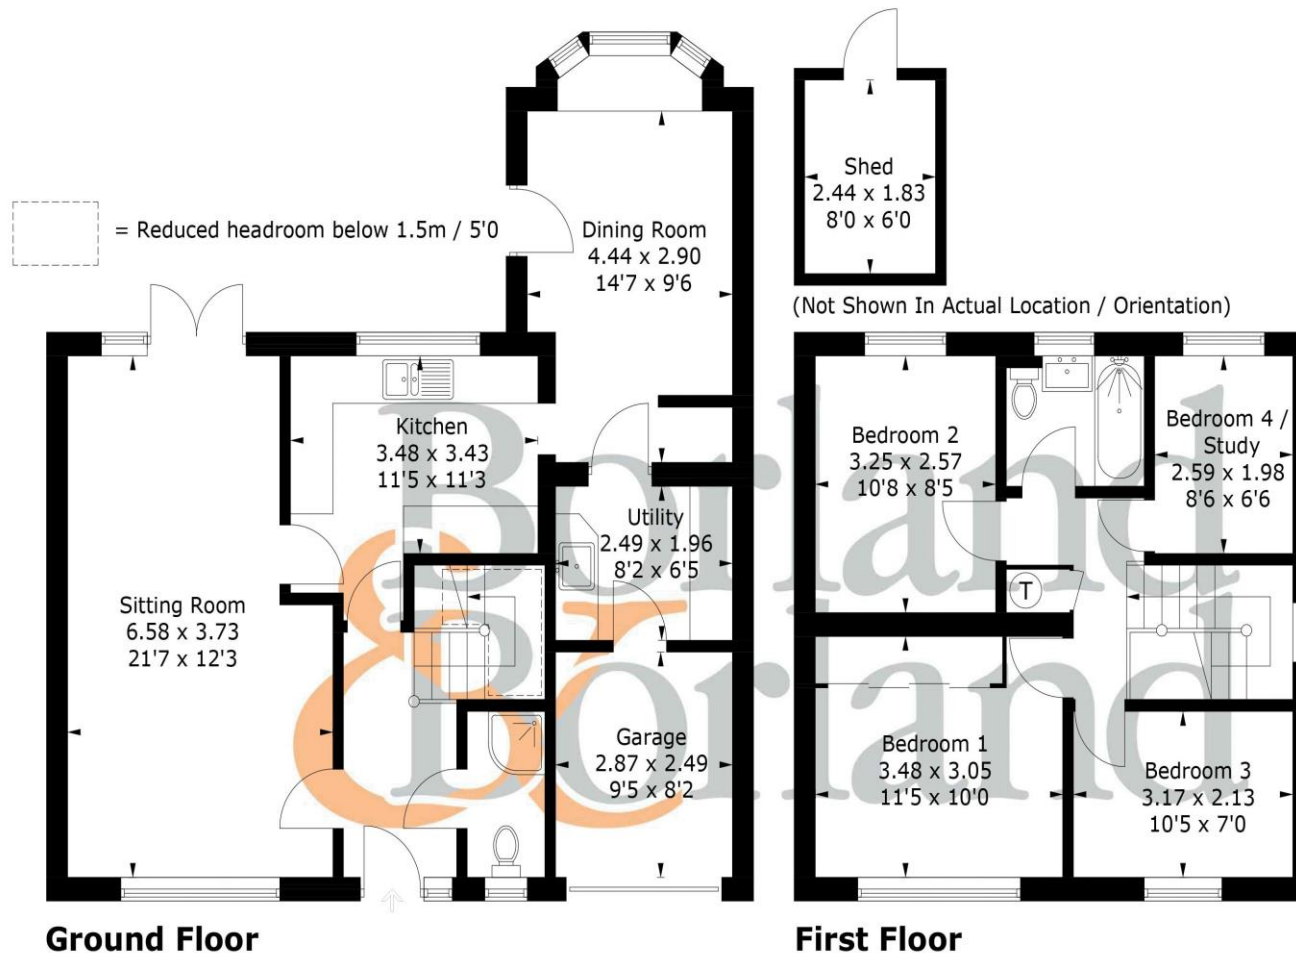 Shed
2.44 x 1.83
8'0 x 6'0
= Reduced headroom below 1.5m / 5'0
Dining Room
4.44 x 2.90
14'7 x 9'6
(Not Shown In Actual Location / Orientation)
Kitchen
3.48 x 3.43
11'5 x 11'3
Utility
2.49 x 1.96
8'2 x 6'5
Sitting Room
6.58 x 3.73
21'7 x 12'3
Garage
2.87 x 2.49
9'5 x 8'2
Bedroom 2
3.25 x 2.57
10'8 x 8'5
Bedroom 4 /
Study
2.59 x 1.98
8'6 x 6'6
T
Bedroom 1
3.48 x 3.05
11'5 x 10'0
Bedroom 3
3.17 x 2.13
10'5 x 7'0
Borland
& Borland
Ground Floor
First Floor